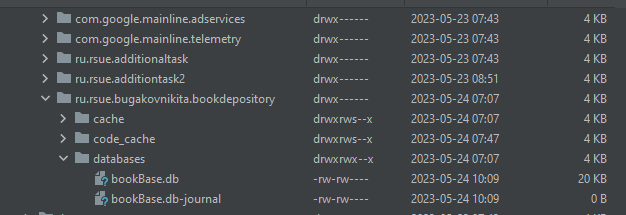 com.google.mainline.adservices drwx------ 2023-05-23 07:43 4 KB
com.google.mainline.telemetry drwx------ 2023-05-23 07:43 4 KB
ru.rsue.additionaltask drwx------ 2023-05-23 07:43 4 KB
ru.rsue.additiontask2 drwx------ 2023-05-23 08:51 4 KB
ru.rsue.bugakovnikita.bookdepository drwx------ 2023-05-24 07:07 4 KB
cache drwxrws--x 2023-05-24 07:07 4 KB
code_cache drwxrws--x 2023-05-24 07:47 4 KB
databases drwxrwx--x 2023-05-24 07:07 4 KB
bookBase.db -rw-rw---- 2023-05-24 10:09 20 KB
bookBase.db-journal -rw-rw---- 2023-05-24 10:09 0 B